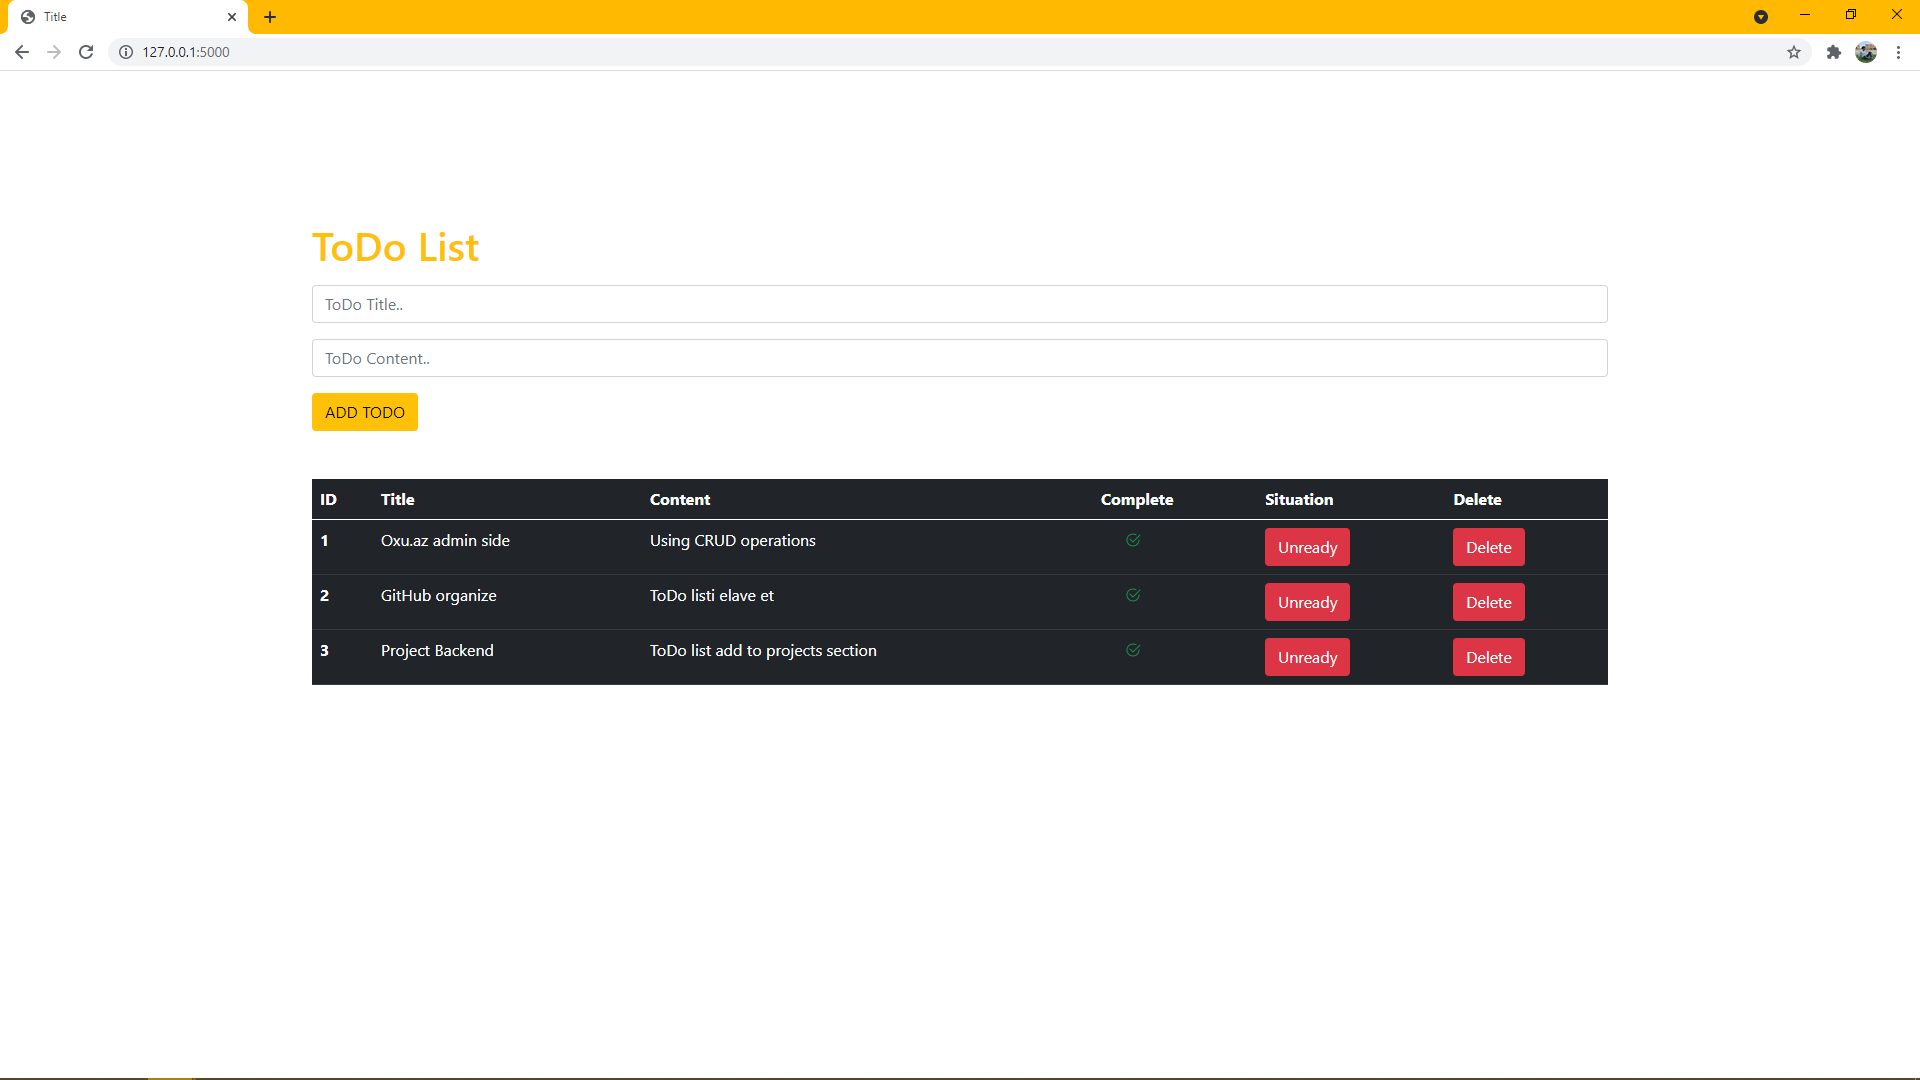 Title
127.0.0.1:5000
ToDo List
ToDo Title..
ToDo Content..
ADD TODO
ID Title Content Complete Situation Delete
1 Oxu.az admin side Using CRUD operations Unready Delete
2 GitHub organize ToDo listi elave et Unready Delete
3 Project Backend ToDo list add to projects section Unready Delete